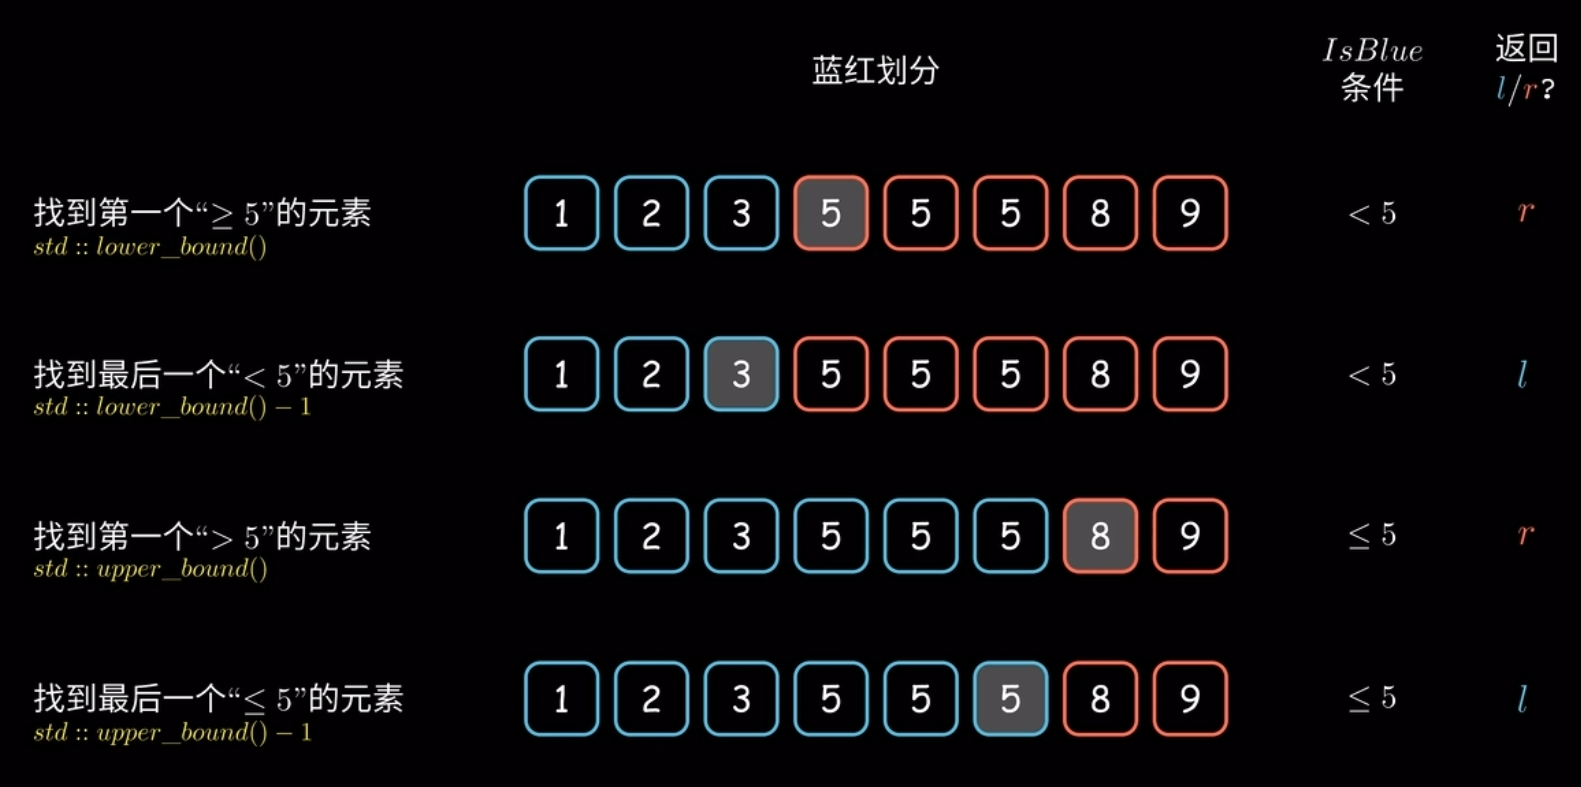 蓝红划分
IsBlue
条件
返回
l/r?
找到第一个“≥ 5”的元素
std :: lower_bound()
1 2 3 5 5 5 8 9
< 5
r
找到最后一个“< 5”的元素
std :: lower_bound() − 1
1 2 3 5 5 5 8 9
< 5
l
找到第一个“> 5”的元素
std :: upper_bound()
1 2 3 5 5 5 8 9
≤ 5
r
找到最后一个“≤ 5”的元素
std :: upper_bound() − 1
1 2 3 5 5 5 8 9
≤ 5
l